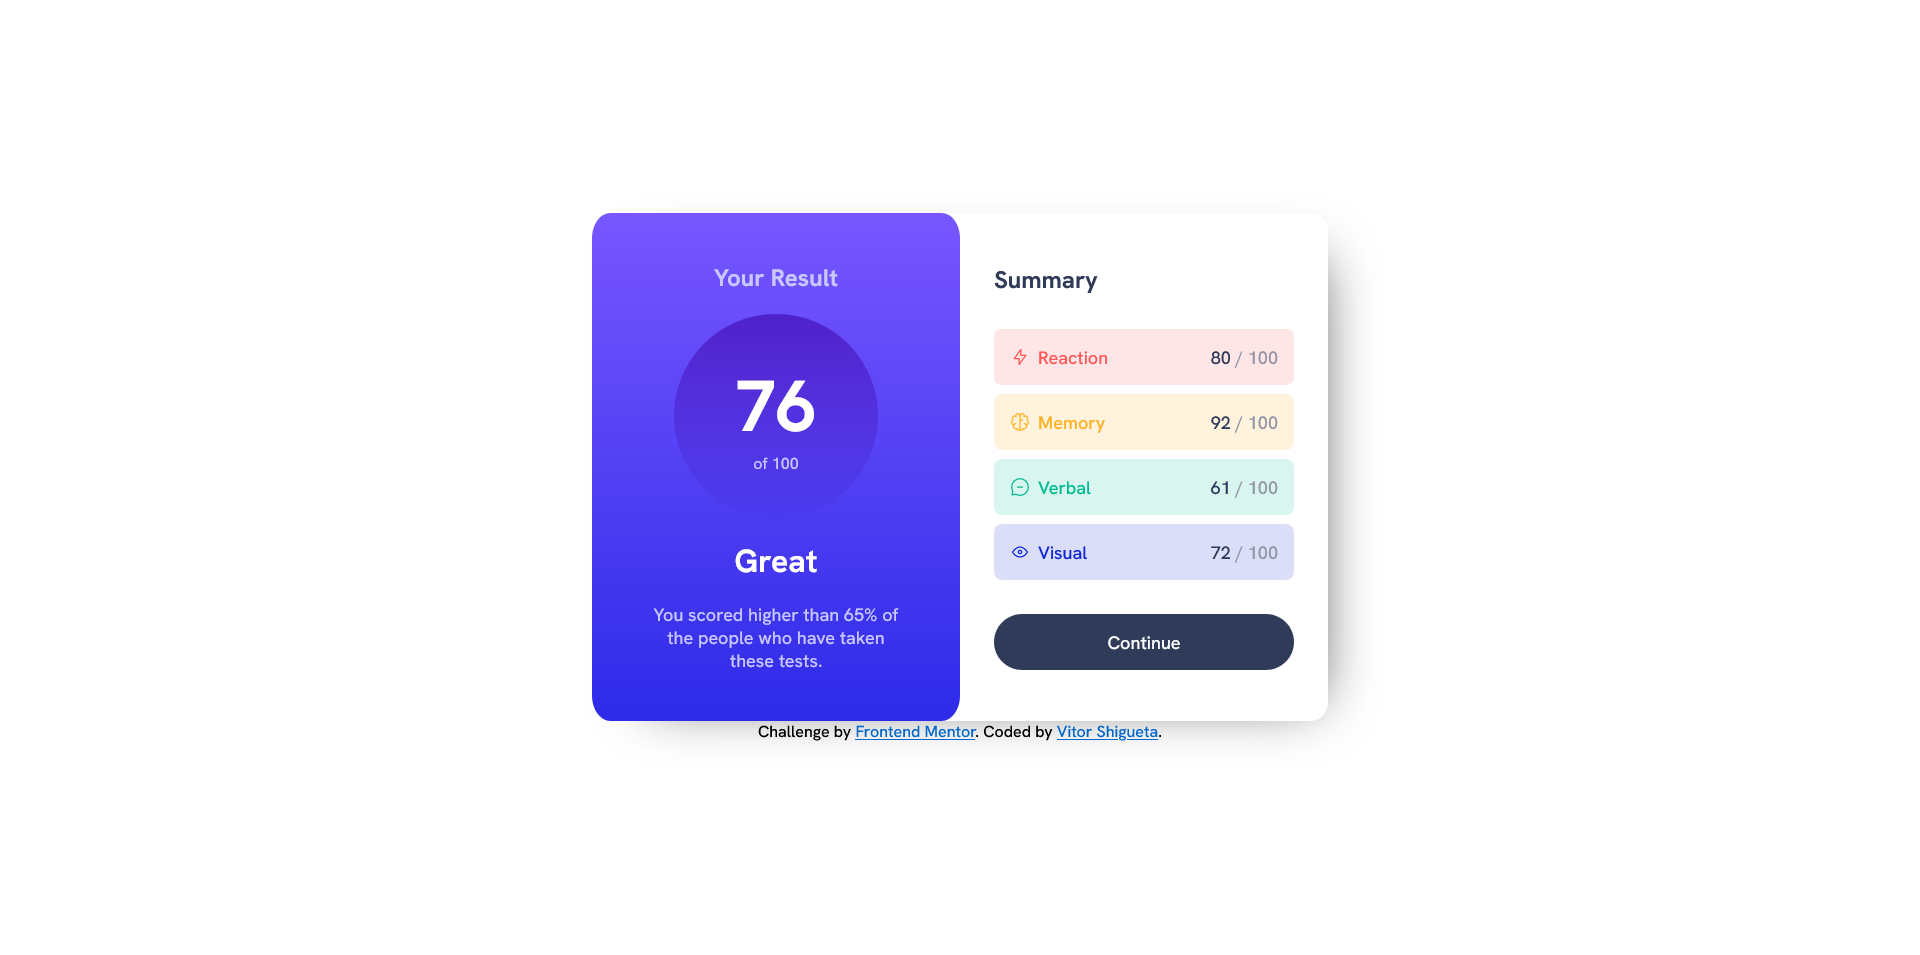 Your Result
76
of 100
Great
You scored higher than 65% of
the people who have taken
these tests.
Summary
Reaction 80 / 100
Memory 92 / 100
Verbal 61 / 100
Visual 72 / 100
Continue
Challenge by Frontend Mentor. Coded by Vitor Shigueta.